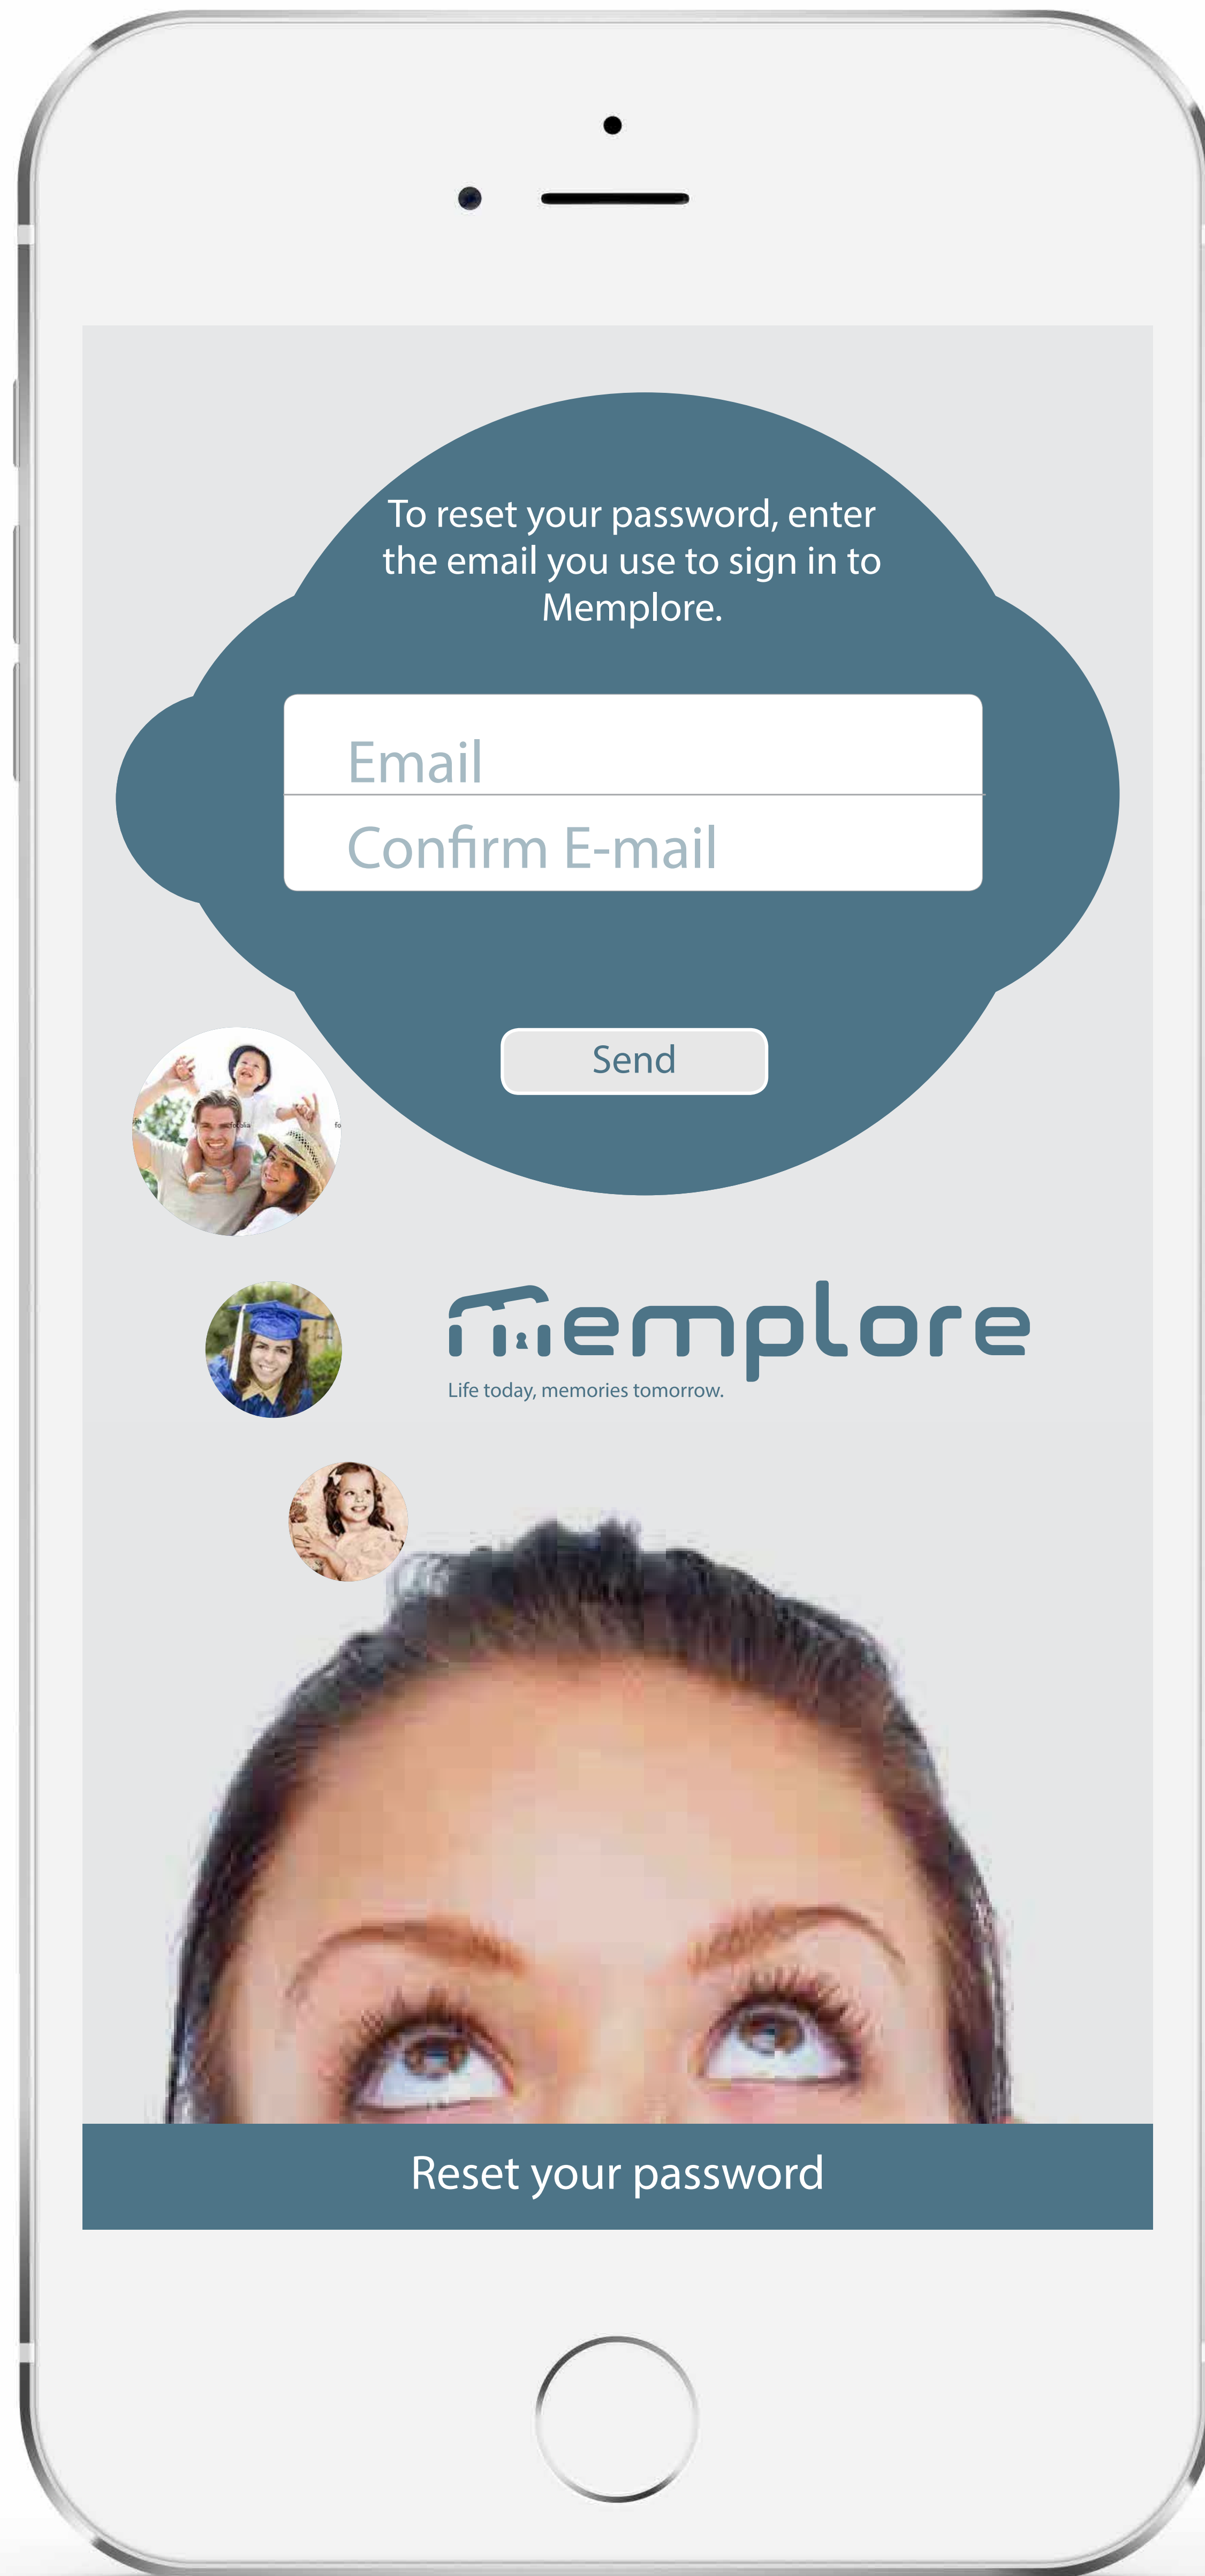 To reset your password, enter
the email you use to sign in to
Memplore.
Email
Confirm E-mail
Send
memplore
Life today, memories tomorrow.
Reset your password